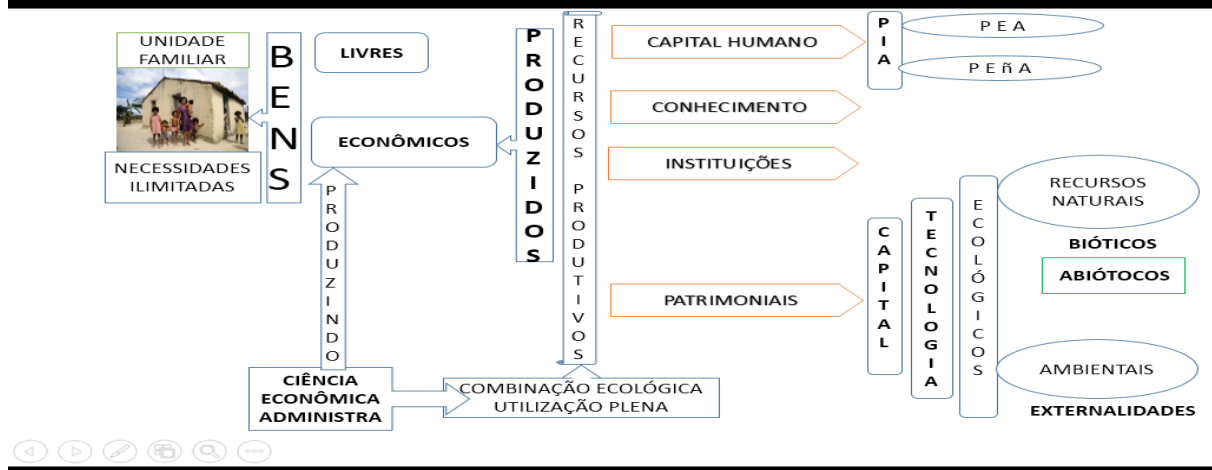 UNIDADE
FAMILIAR
NECESSIDADES
ILIMITADAS
BENS
LIVRES
ECONÔMICOS
PRODUZINDO
CIÊNCIA
ECONÔMICA
ADMINISTRA
COMBINAÇÃO ECOLÓGICA
UTILIZAÇÃO PLENA
PRODUZIDOS
RECURSOS PRODUTIVOS
CAPITAL HUMANO
CONHECIMENTO
INSTITUIÇÕES
PATRIMONIAIS
PIA
PEA
PEñA
CAPITAL
TECNOLOGIA
ECOLÓGICOS
RECURSOS
NATURAIS
BIÓTICOS
ABIÓTOCOS
AMBIENTAIS
EXTERNALIDADES